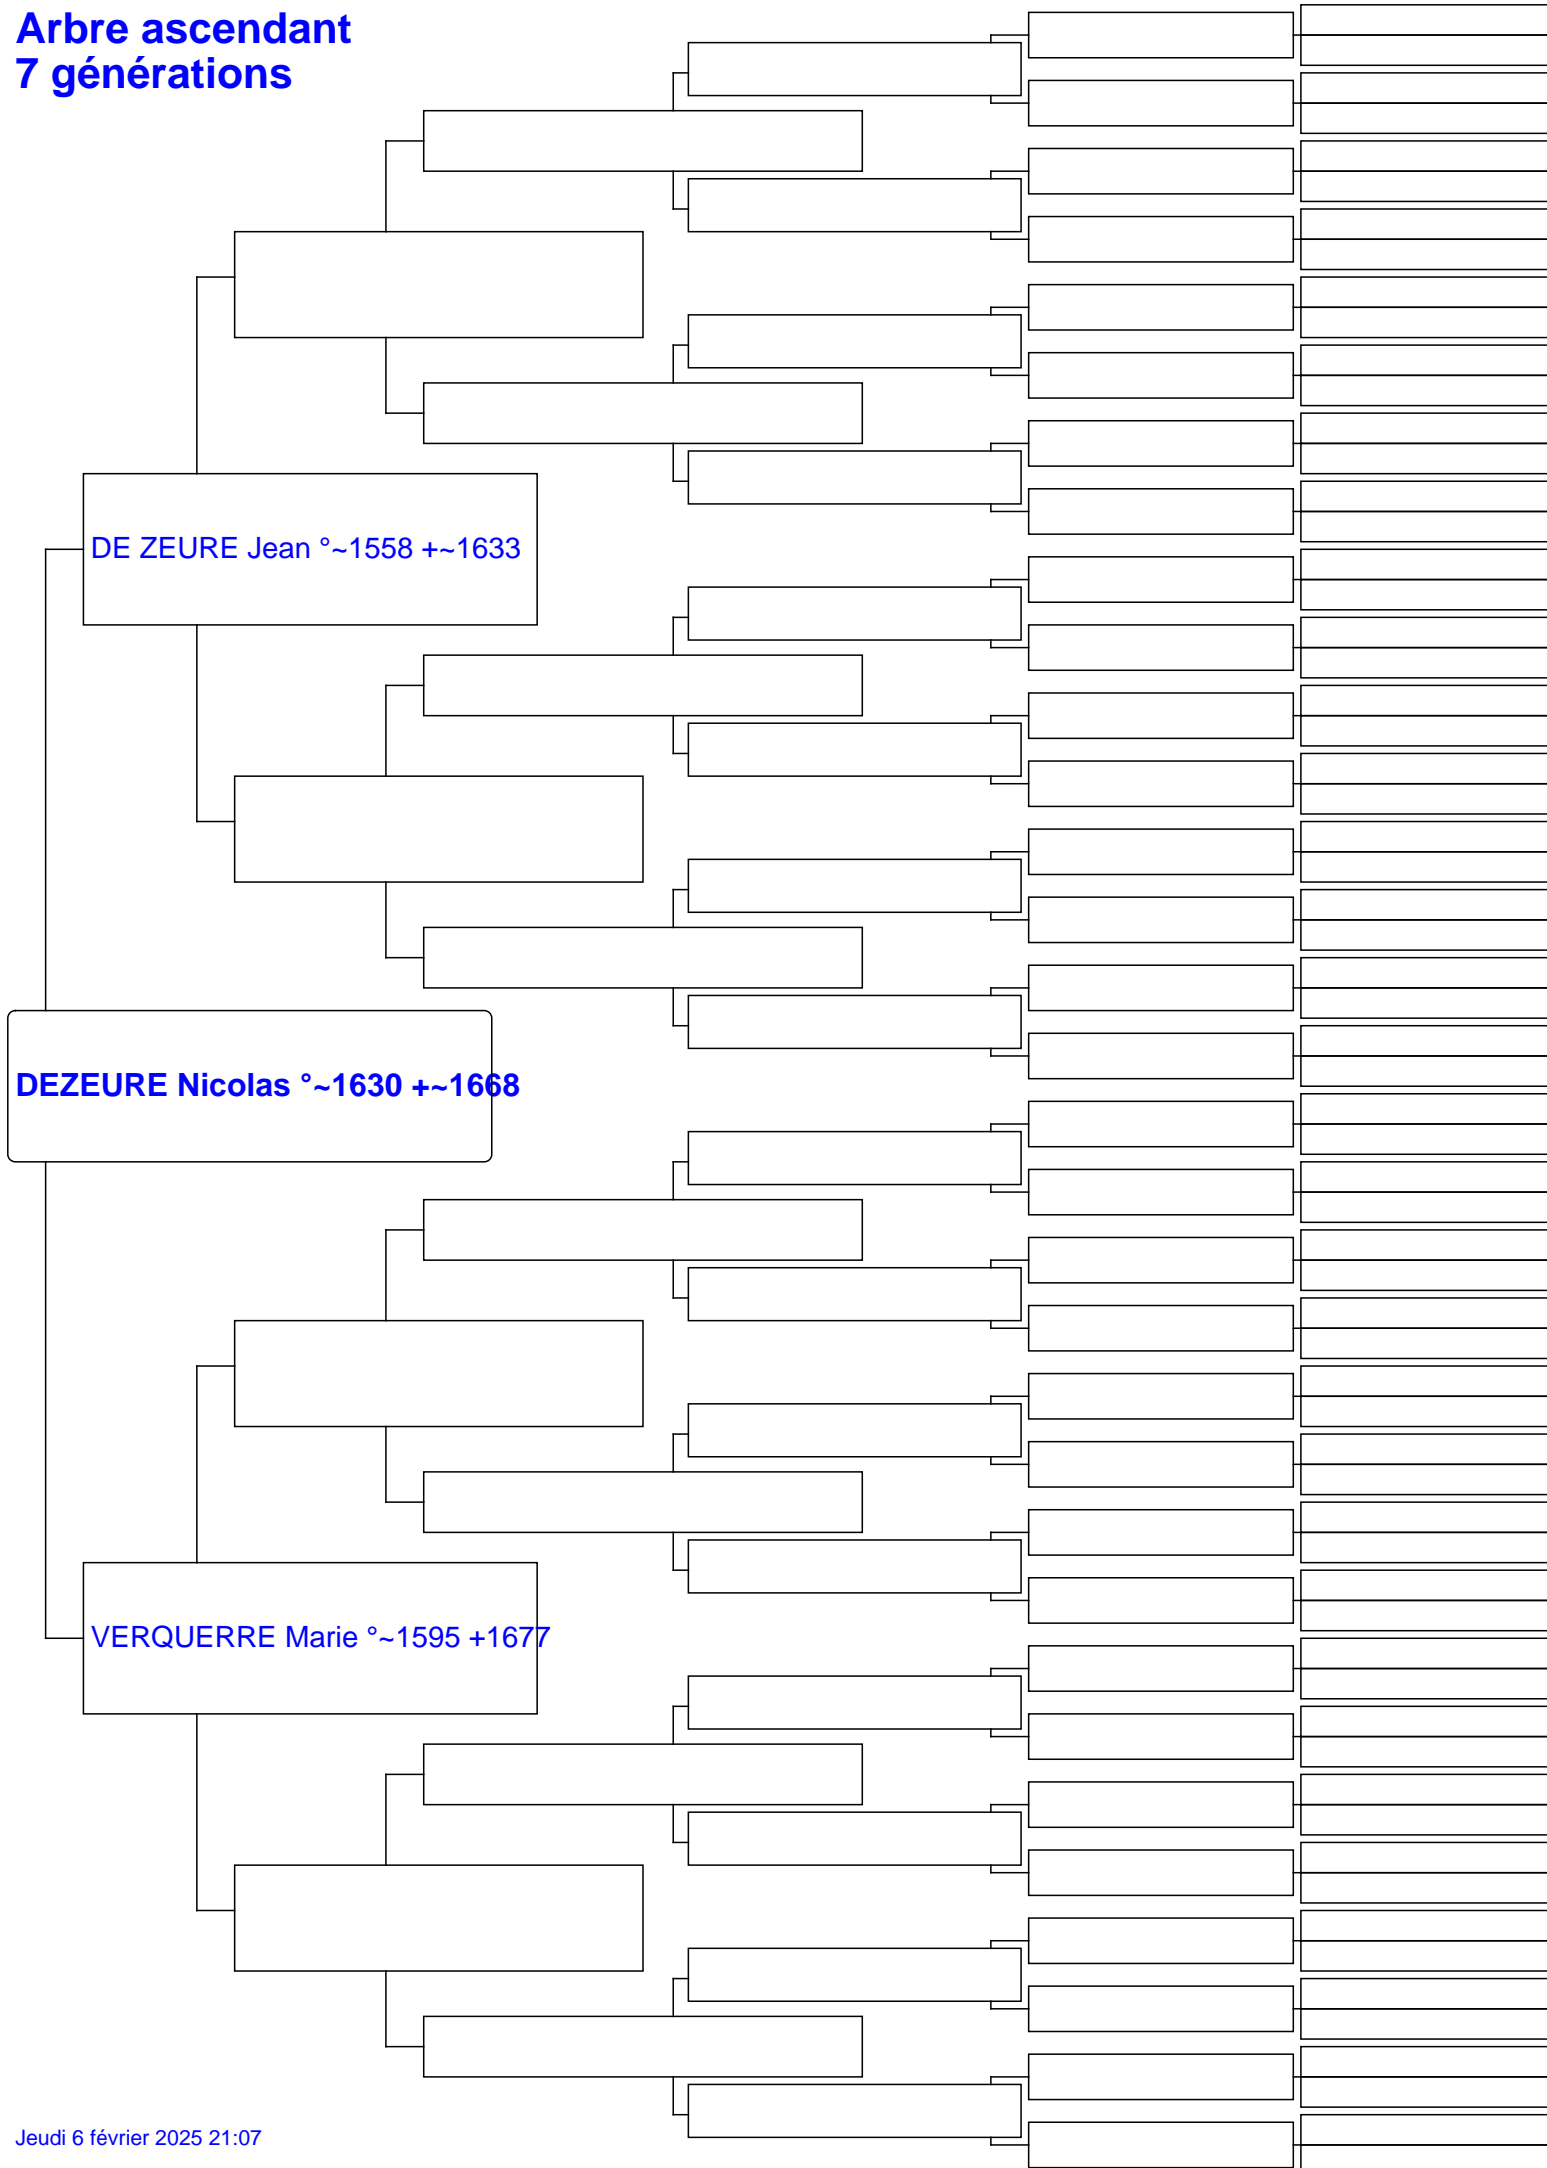 Arbre ascendant
7 générations
DE ZEURE Jean °~1558 +~1633
DEZEURE Nicolas °~1630 +~1668
VERQUERRE Marie °~1595 +1677
Jeudi 6 février 2025 21:07